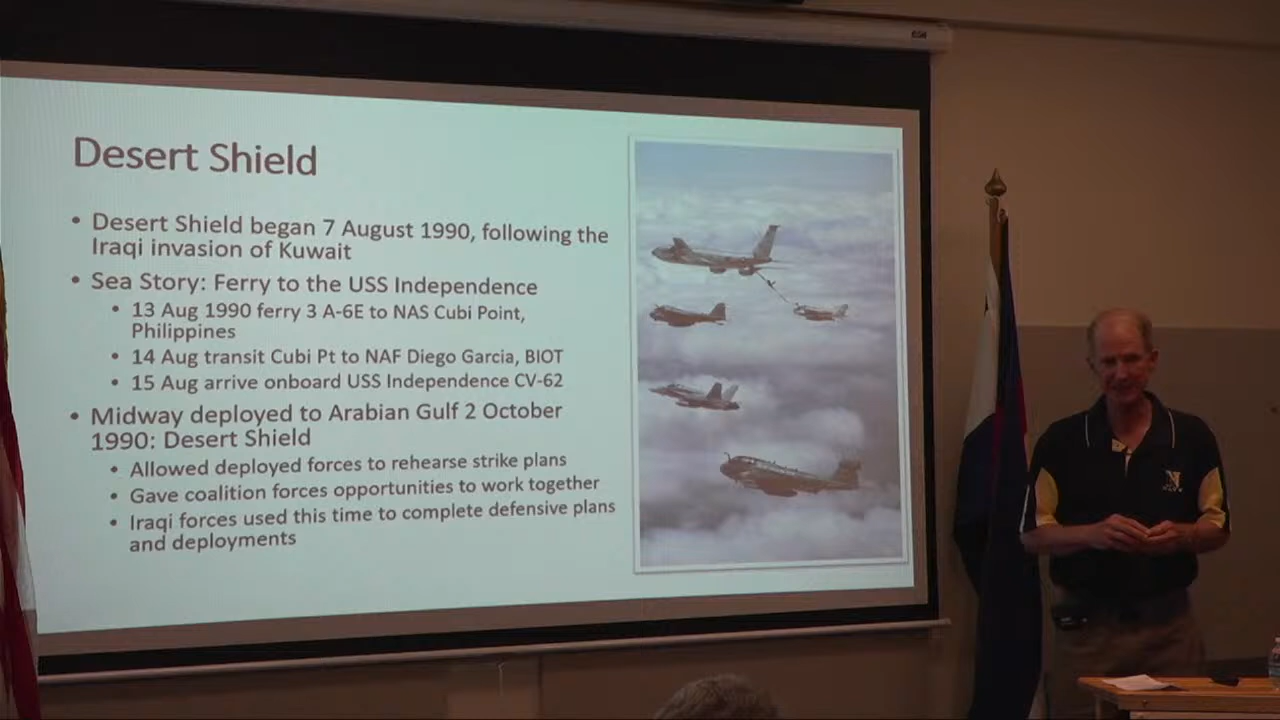 Desert Shield
• Desert Shield began 7 August 1990, following the
Iraqi invasion of Kuwait
• Sea Story: Ferry to the USS Independence
• 13 Aug 1990 ferry 3 A-6E to NAS Cubi Point,
Philippines
• 14 Aug transit Cubi Pt to NAF Diego Garcia, BIOT
• 15 Aug arrive onboard USS Independence CV-62
• Midway deployed to Arabian Gulf 2 October
1990: Desert Shield
• Allowed deployed forces to rehearse strike plans
• Gave coalition forces opportunities to work together
• Iraqi forces used this time to complete defensive plans
and deployments